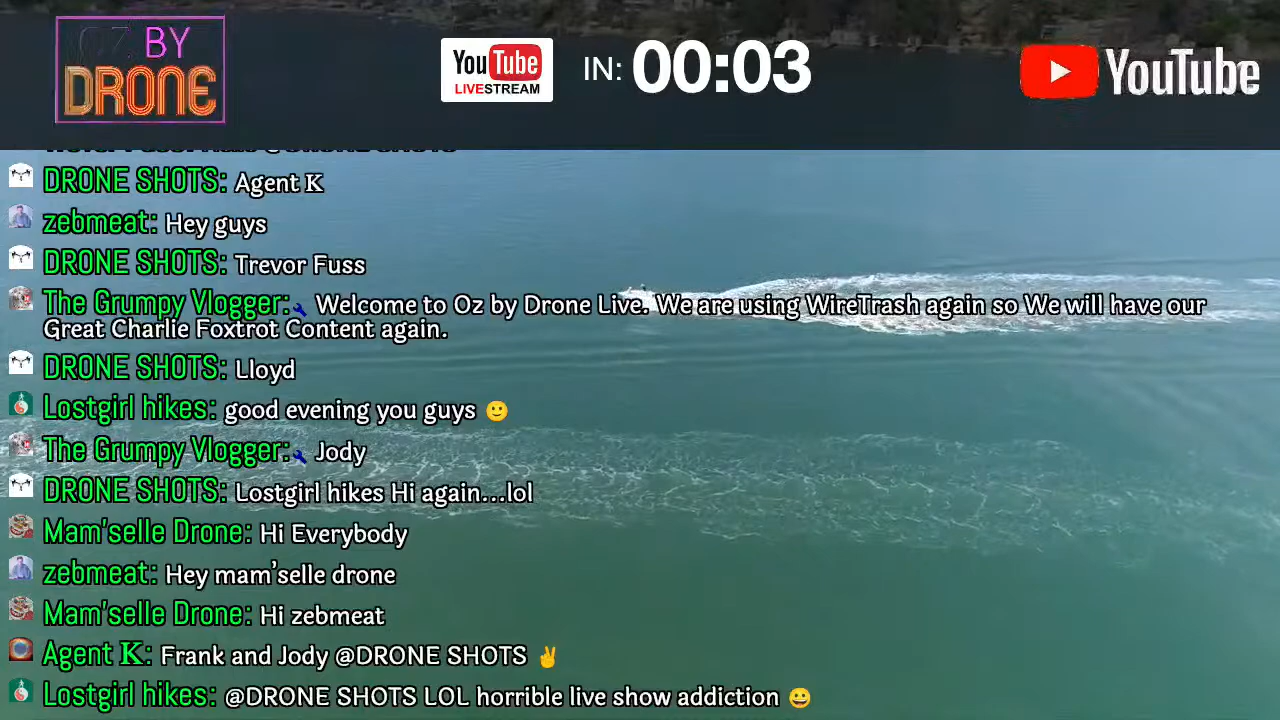 OZ BY
DRONE
YouTube
LIVESTREAM
IN: 00:03
YouTube
DRONE SHOTS: Agent K
zebmeat: Hey guys
DRONE SHOTS: Trevor Fuss
The Grumpy Vlogger: Welcome to Oz by Drone Live. We are using WireTrash again so We will have our
Great Charlie Foxtrot Content again.
DRONE SHOTS: Lloyd
Lostgirl hikes: good evening you guys 🙂
The Grumpy Vlogger: Jody
DRONE SHOTS: Lostgirl hikes Hi again...lol
Mam'selle Drone: Hi Everybody
zebmeat: Hey mam'selle drone
Mam'selle Drone: Hi zebmeat
Agent K: Frank and Jody @DRONE SHOTS ✌
Lostgirl hikes: @DRONE SHOTS LOL horrible live show addiction 😀